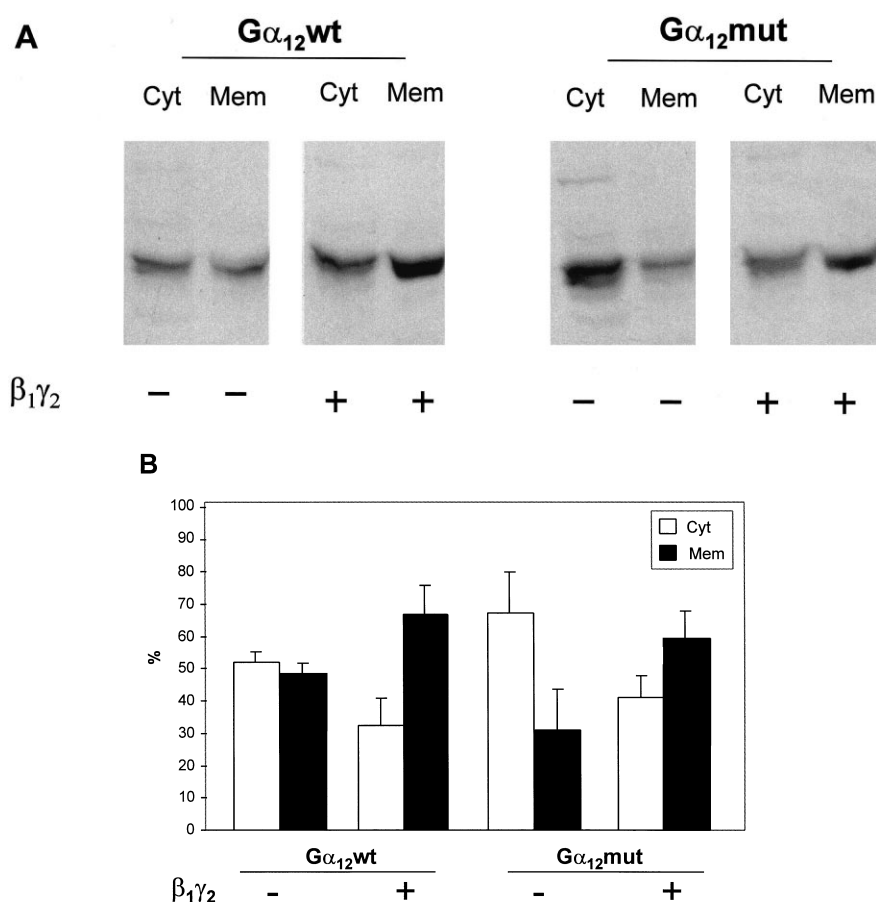 A
Gα₁₂wt Gα₁₂mut
Cyt Mem Cyt Mem Cyt Mem Cyt Mem
β₁γ₂ − − + + − − + +
B
100
90
80
70
60
50
40
30
20
10
0
%
Cyt
Mem
Gα₁₂wt Gα₁₂mut
β₁γ₂ - + - +